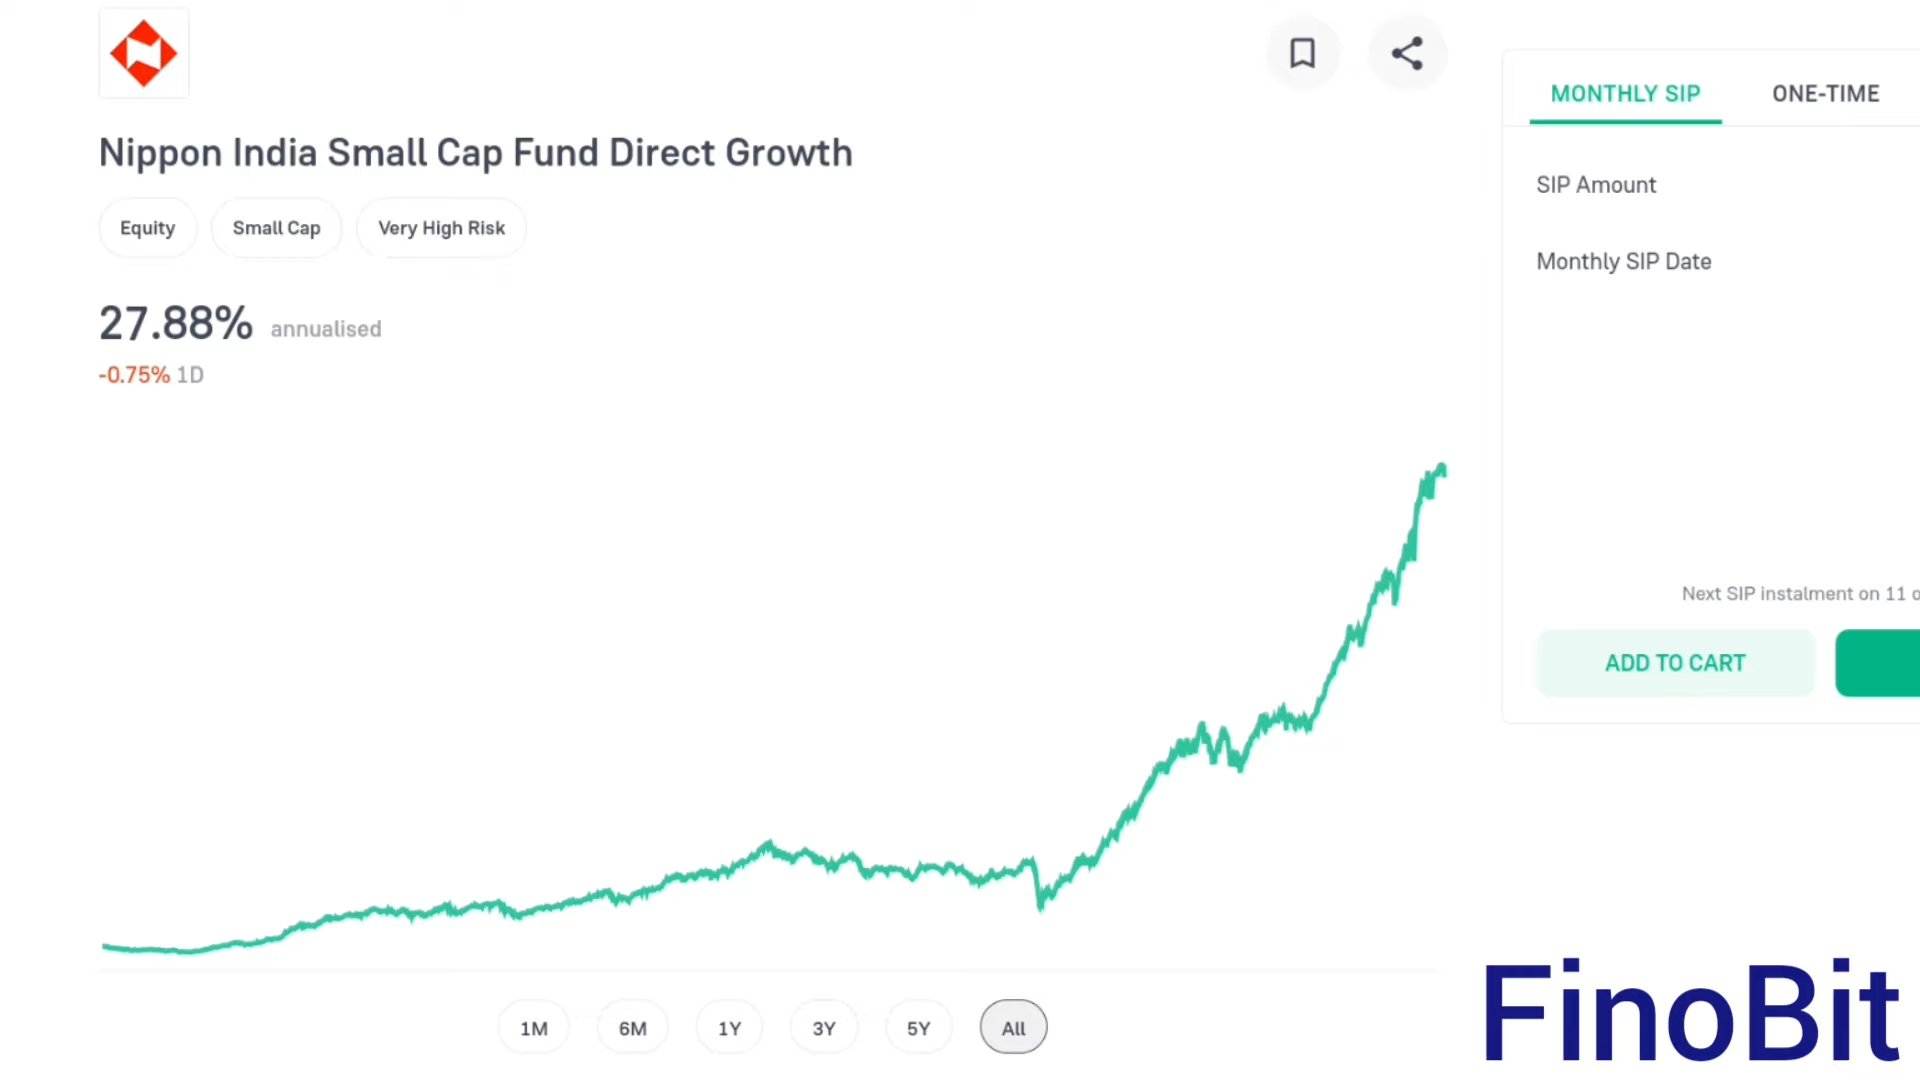 Nippon India Small Cap Fund Direct Growth
Equity
Small Cap
Very High Risk
27.88% annualised
-0.75% 1D
1M
6M
1Y
3Y
5Y
All
MONTHLY SIP
ONE-TIME
SIP Amount
Monthly SIP Date
Next SIP instalment on 11
ADD TO CART
FinoBit